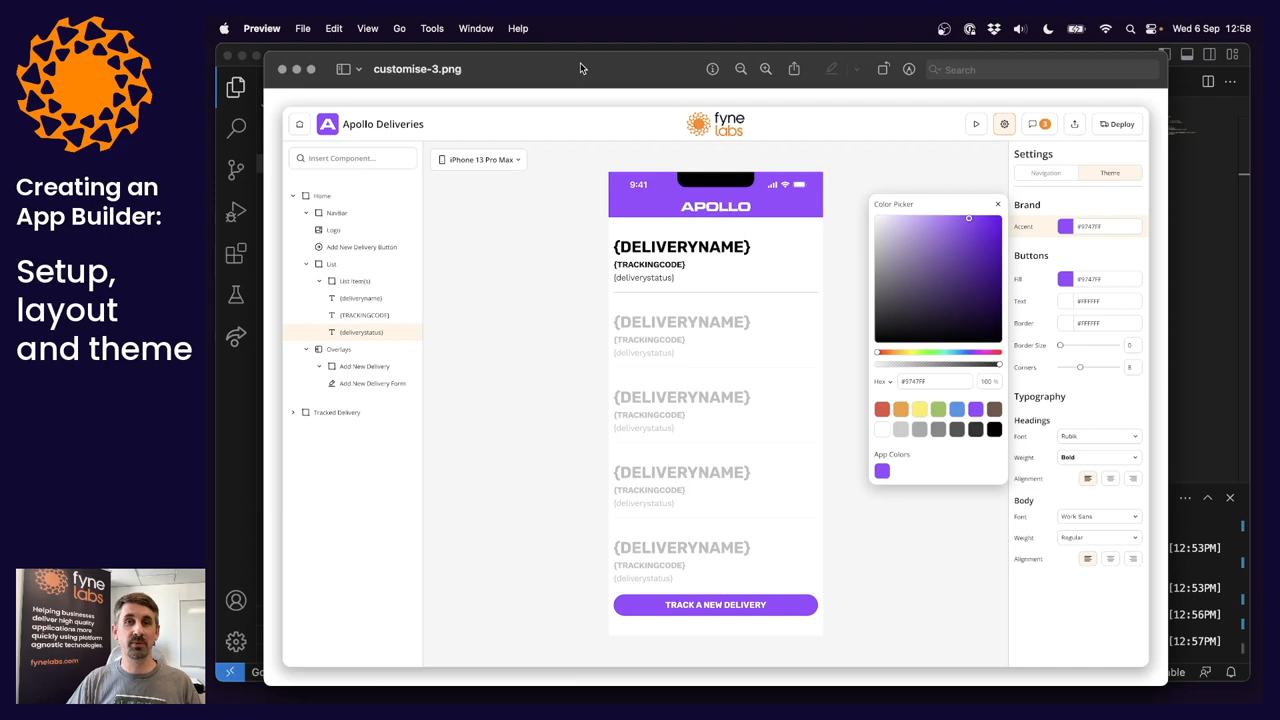 Creating an
App Builder:
Setup,
layout
and theme
fyne
labs
Helping businesses
deliver high quality
applications more
quickly using platform
agnostic technologies.
fynelabs.com
Preview File Edit View Go Tools Window Help
Wed 6 Sep 12:58
customise-3.png
Search
Apollo Deliveries
fyne
labs
3
Deploy
Insert Component...
iPhone 13 Pro Max
Home
NavBar
Logo
Add New Delivery Button
List
List Item(s)
{deliveryname}
{TRACKINGCODE}
{deliverystatus}
Overlays
Add New Delivery
Add New Delivery Form
Tracked Delivery
9:41
APOLLO
{DELIVERYNAME}
{TRACKINGCODE}
{deliverystatus}
{DELIVERYNAME}
{TRACKINGCODE}
{deliverystatus}
{DELIVERYNAME}
{TRACKINGCODE}
{deliverystatus}
{DELIVERYNAME}
{TRACKINGCODE}
{deliverystatus}
{DELIVERYNAME}
{TRACKINGCODE}
{deliverystatus}
TRACK A NEW DELIVERY
Color Picker
Hex #9747FF 100 %
App Colors
Settings
Navigation Theme
Brand
Accent #9747FF
Buttons
Fill #9747FF
Text #FFFFFF
Border #FFFFFF
Border Size 0
Corners 8
Typography
Headings
Font Rubik
Weight Bold
Alignment
Body
Font Work Sans
Weight Regular
Alignment
[12:53PM]
[12:53PM]
[12:56PM]
[12:57PM]